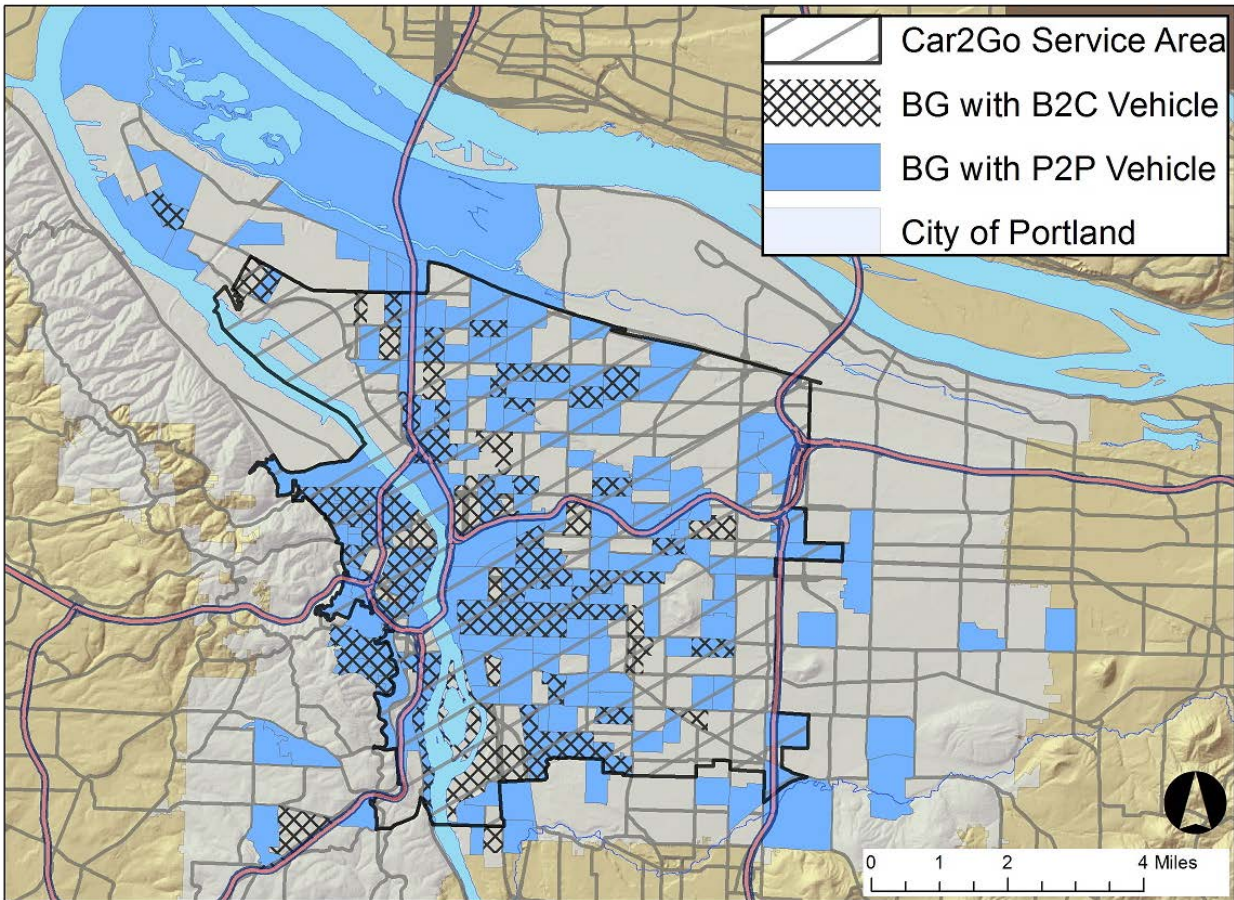 Car2Go Service Area
BG with B2C Vehicle
BG with P2P Vehicle
City of Portland
0 1 2 4 Miles